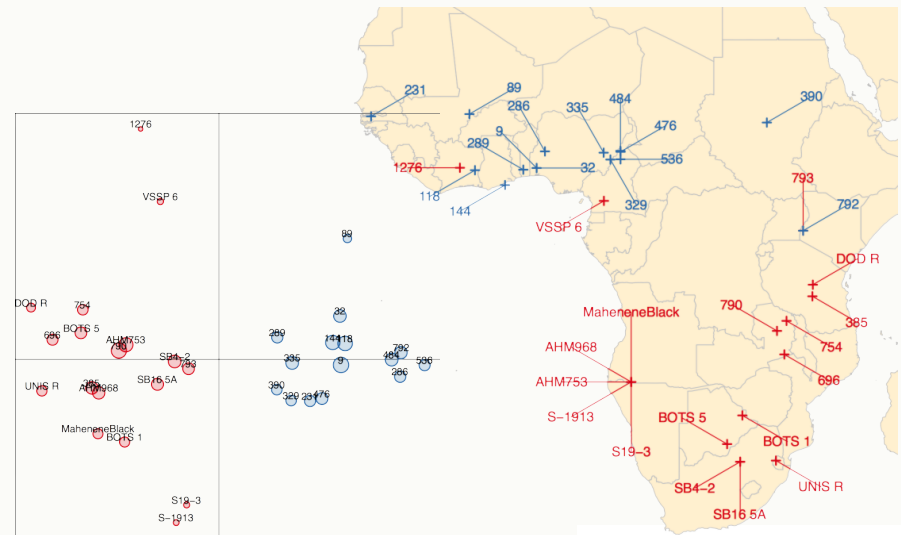 1276
VSSP 6
89
DOD R
754
32
696
BOTS 5
AHM753
790
289
144
118
SB4-2
793
335
9
484
792
536
286
UNIS R
385
AHM968
SB16 5A
390
329
231
476
MaheneneBlack
BOTS 1
S19-3
S-1913
231
89
286
335
484
390
9
476
289
1276
32
536
118
144
329
793
792
VSSP 6
DOD R
790
MaheneneBlack
385
AHM968
754
AHM753
696
S-1913
BOTS 5
BOTS 1
S19-3
SB4-2
UNIS R
SB16 5A